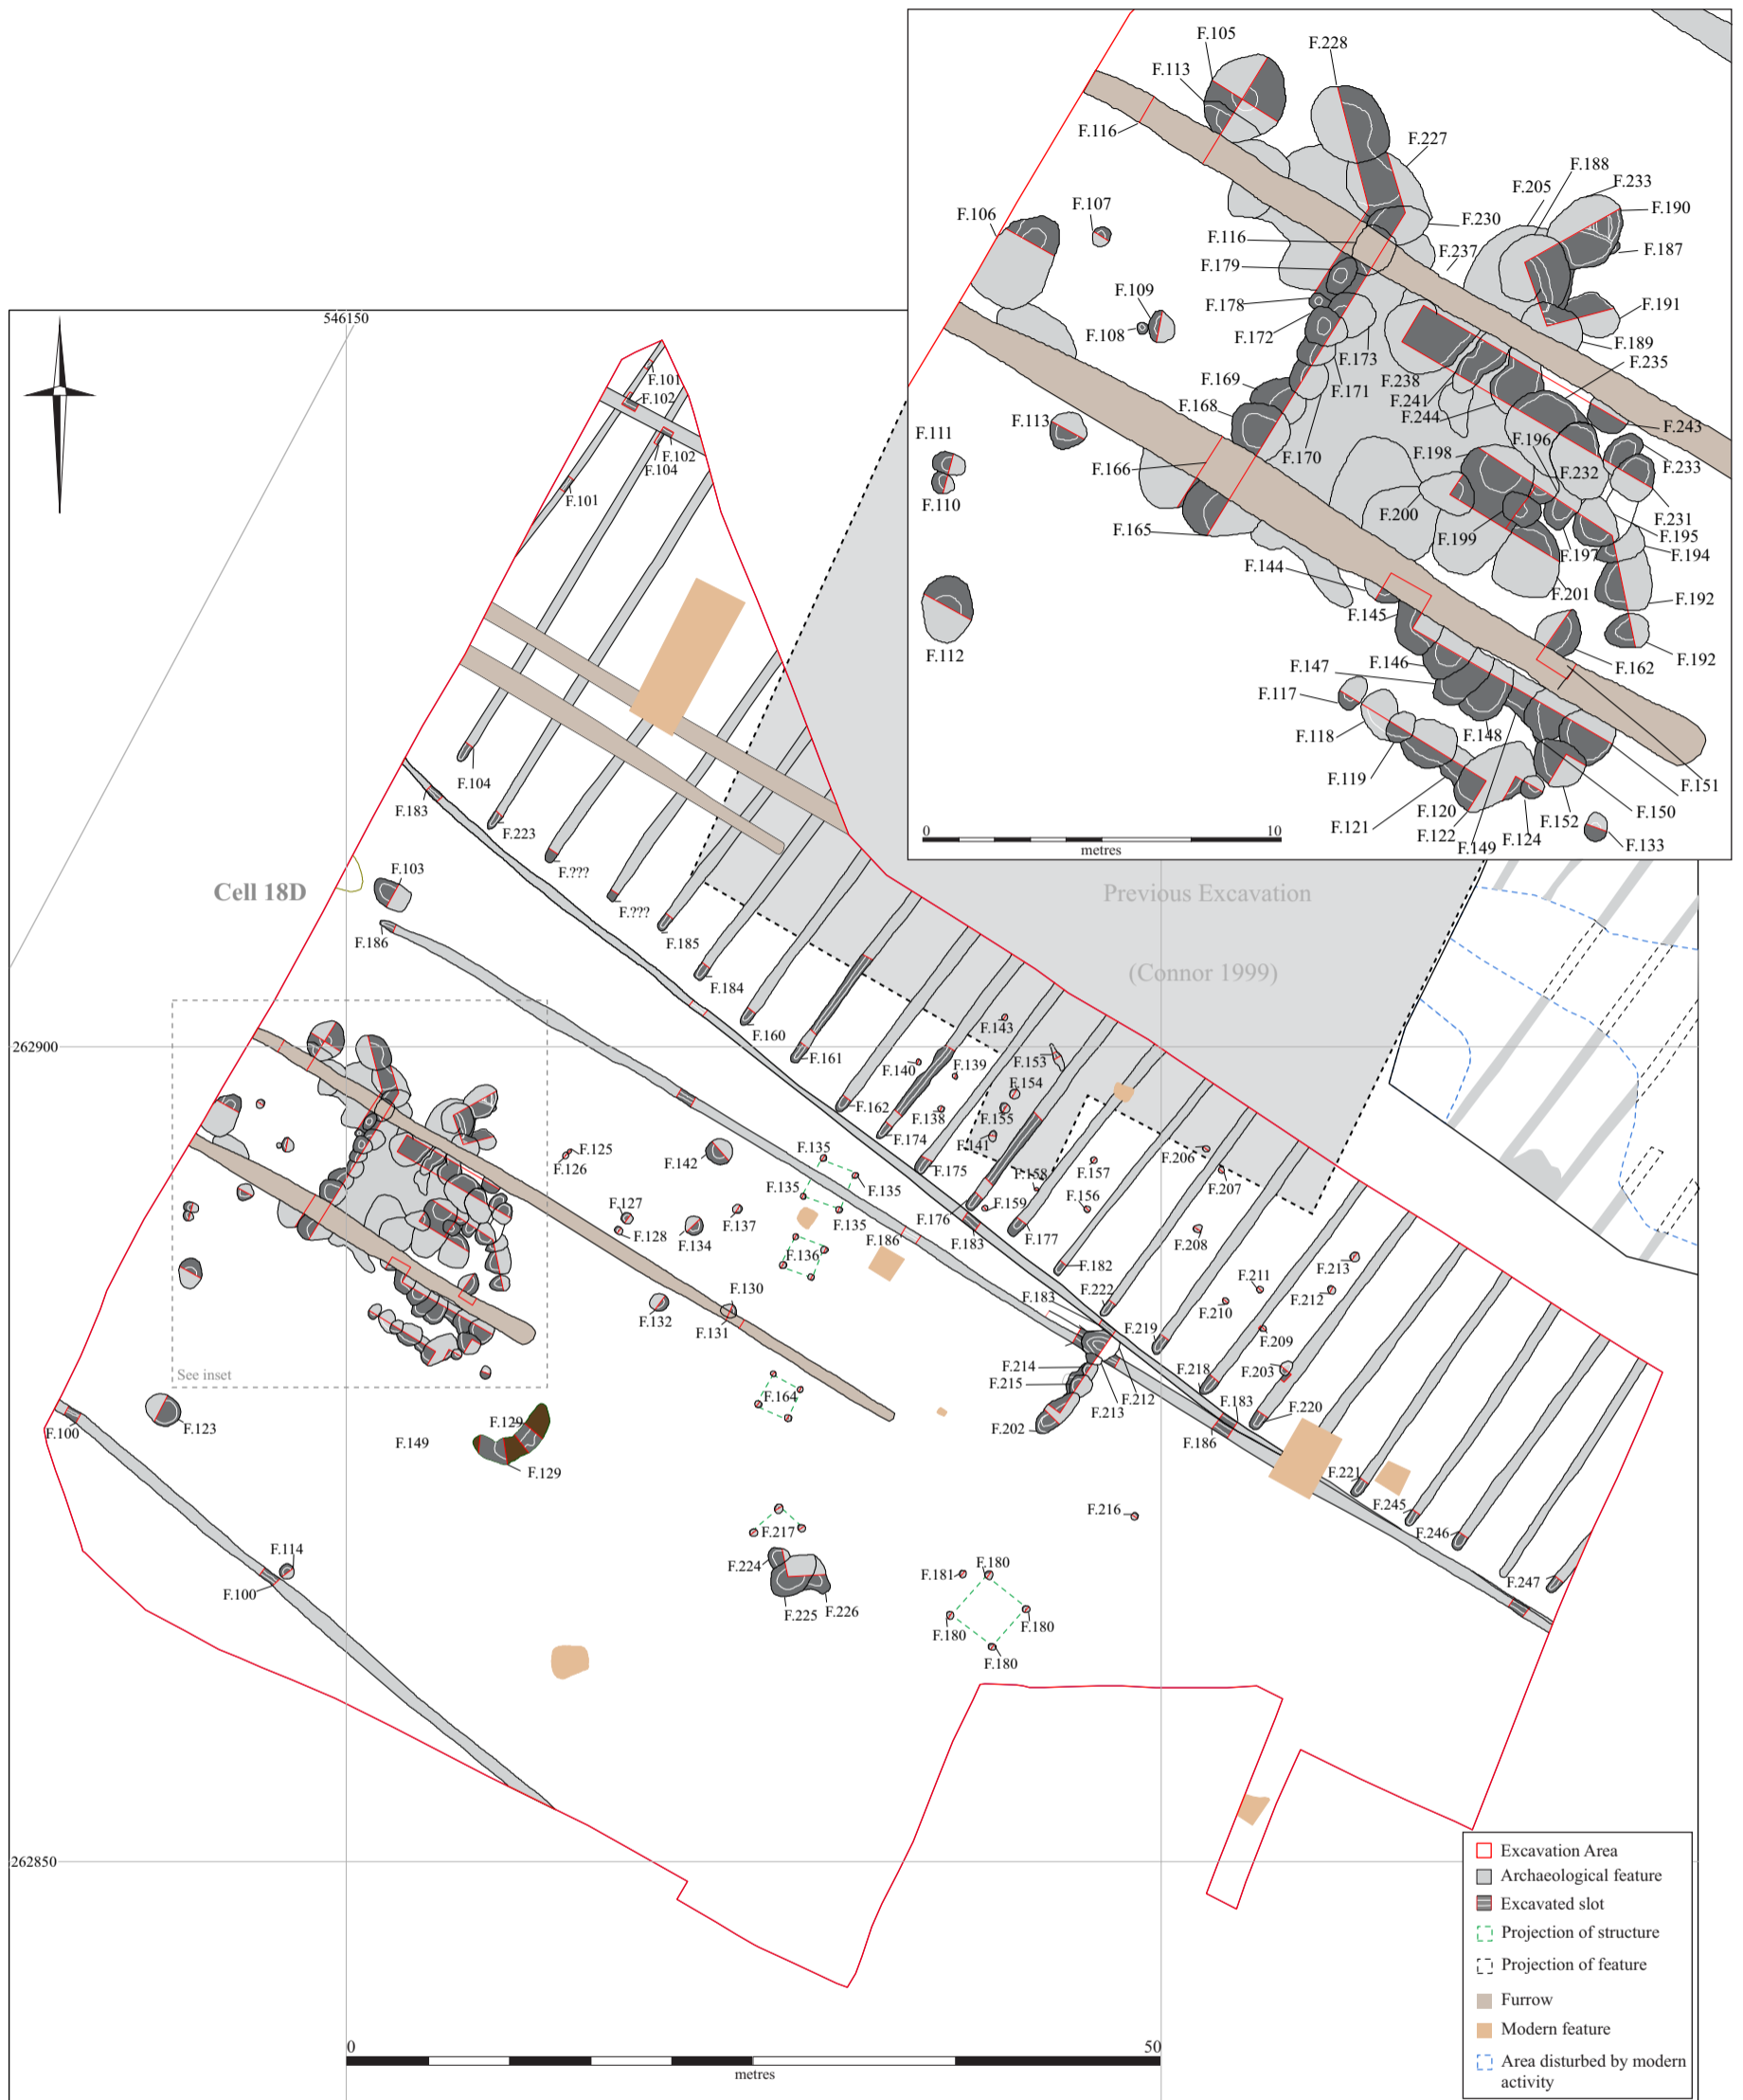 F.105
F.228
F.113
F.116
F.227
F.188
F.205
F.233
F.190
F.106
F.107
F.230
F.116
F.237
F.187
F.179
F.109
F.178
F.191
F.108
F.172
F.189
F.173
F.235
F.169
F.238
F.171
F.241
F.168
F.244
F.113
F.243
F.111
F.196
F.198
F.170
F.232
F.233
F.166
F.110
F.200
F.231
F.165
F.195
F.199
F.197
F.194
F.144
F.201
F.145
F.192
F.112
F.146
F.162
F.192
F.147
F.117
F.118
F.148
F.119
F.151
F.120
F.150
F.121
F.122
F.152
F.124
F.149
F.133
0
10
metres
546150
F.101
F.102
F.102
F.104
F.101
F.104
F.183
F.223
F.???
F.103
Cell 18D
F.???
F.186
F.185
Previous Excavation
(Connor 1999)
F.184
F.160
F.143
262900
F.161
F.140
F.139
F.153
F.154
F.162
F.138
F.155
F.174
F.141
F.125
F.126
F.142
F.135
F.175
F.158
F.157
F.206
F.135
F.135
F.207
F.127
F.137
F.159
F.156
F.128
F.134
F.135
F.176
F.186
F.183
F.177
F.208
F.136
F.182
F.213
F.211
F.130
F.222
F.183
F.210
F.212
F.132
F.131
F.219
F.209
F.214
F.203
F.215
F.218
See inset
F.164
F.212
F.183
F.220
F.213
F.123
F.129
F.202
F.186
F.100
F.149
F.129
F.221
F.245
F.216
F.217
F.246
F.114
F.224
F.181
F.180
F.247
F.100
F.225
F.226
F.180
F.180
F.180
262850
Excavation Area
Archaeological feature
Excavated slot
Projection of structure
Projection of feature
Furrow
Modern feature
Area disturbed by modern
activity
0
50
metres